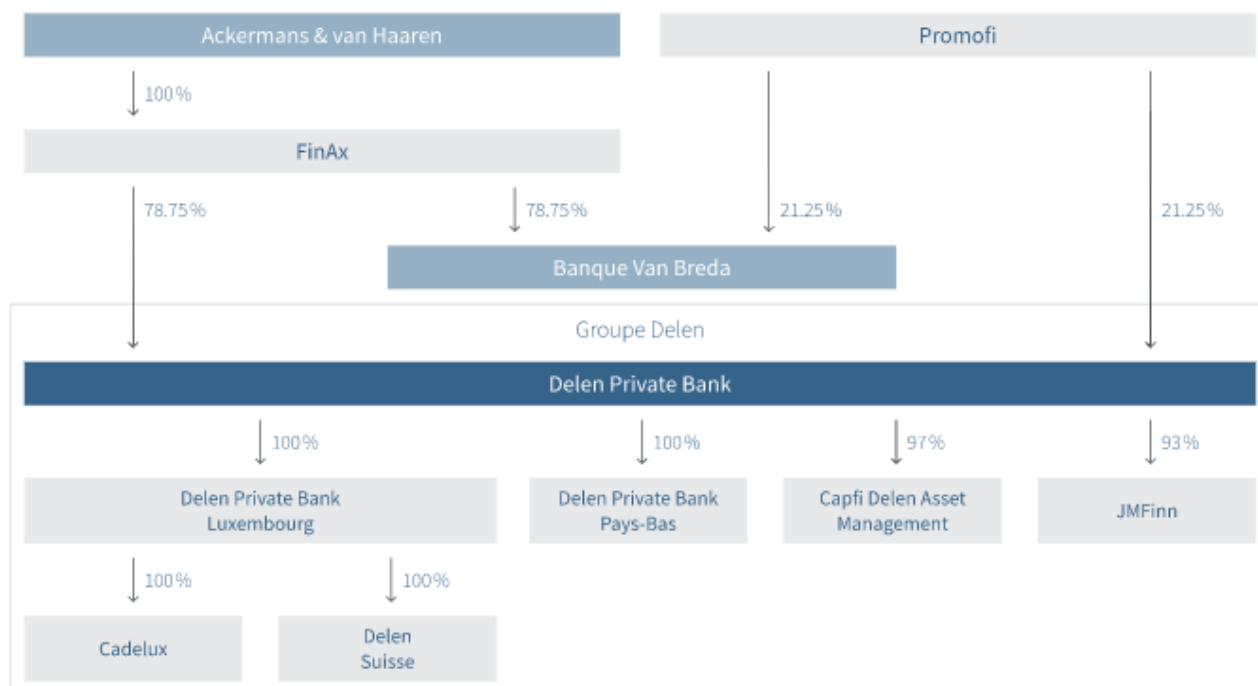 Ackermans & van Haaren
Promofi
100%
FinAx
78.75%
78.75%
21.25%
21.25%
Banque Van Breda
Groupe Delen
Delen Private Bank
100%
100%
97%
93%
Delen Private Bank
Luxembourg
Delen Private Bank
Pays-Bas
Capfi Delen Asset
Management
JMFinn
100%
100%
Cadelux
Delen
Suisse